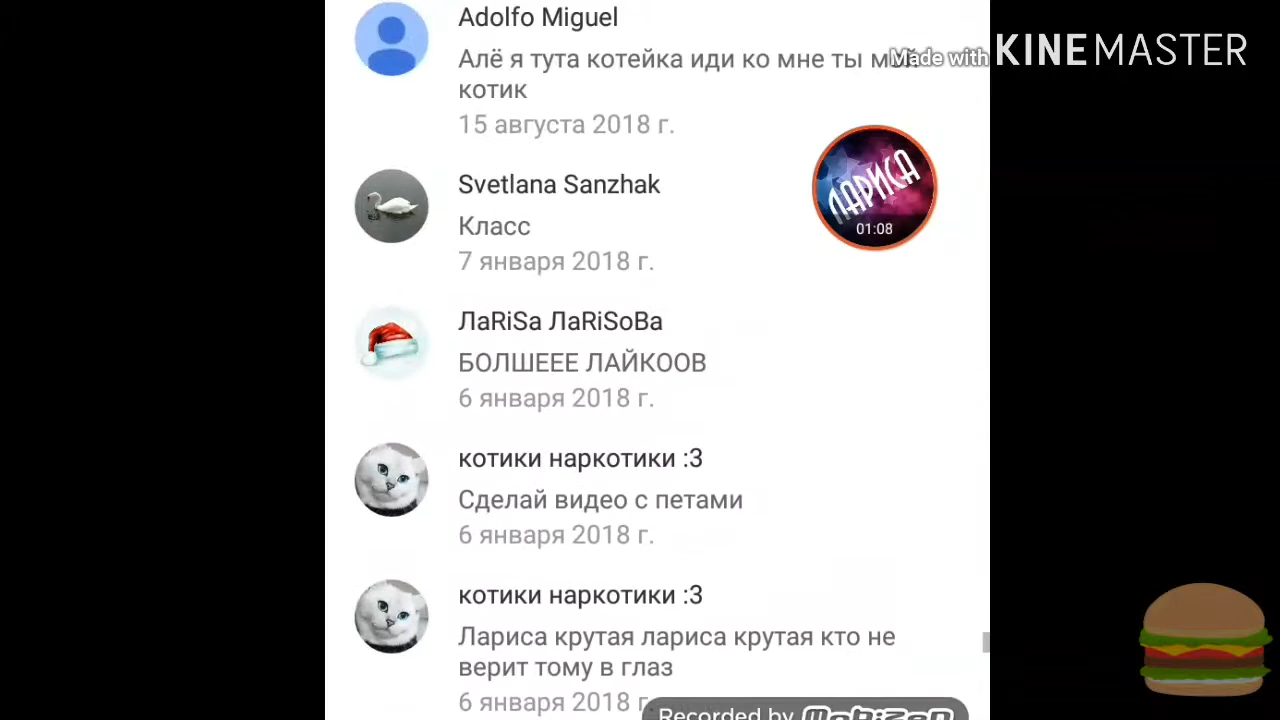 Adolfo Miguel
Алё я тута котейка иди ко мне ты мой
котик
15 августа 2018 г.
Made with KINEMASTER
ЛАРИСА
01:08
Svetlana Sanzhak
Класс
7 января 2018 г.
ЛаRiSa ЛаRiSoВа
БОЛШЕЕЕ ЛАЙКООВ
6 января 2018 г.
котики наркотики :3
Сделай видео с петами
6 января 2018 г.
котики наркотики :3
Лариса крутая лариса крутая кто не
верит тому в глаз
6 января 2018 г.
Recorded by Mobizen